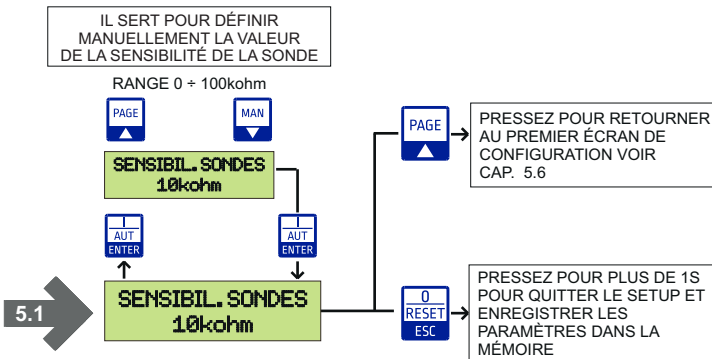 IL SERT POUR DÉFINIR
MANUELLEMENT LA VALEUR
DE LA SENSIBILITÉ DE LA SONDE
RANGE 0 ÷ 100kohm
PAGE
MAN
SENSIBIL.SONDES
10kohm
I
AUT
ENTER
I
AUT
ENTER
5.1
SENSIBIL.SONDES
10kohm
PAGE
PRESSEZ POUR RETOURNER
AU PREMIER ÉCRAN DE
CONFIGURATION VOIR
CAP. 5.6
0
RESET
ESC
PRESSEZ POUR PLUS DE 1S
POUR QUITTER LE SETUP ET
ENREGISTRER LES
PARAMÈTRES DANS LA
MÉMOIRE